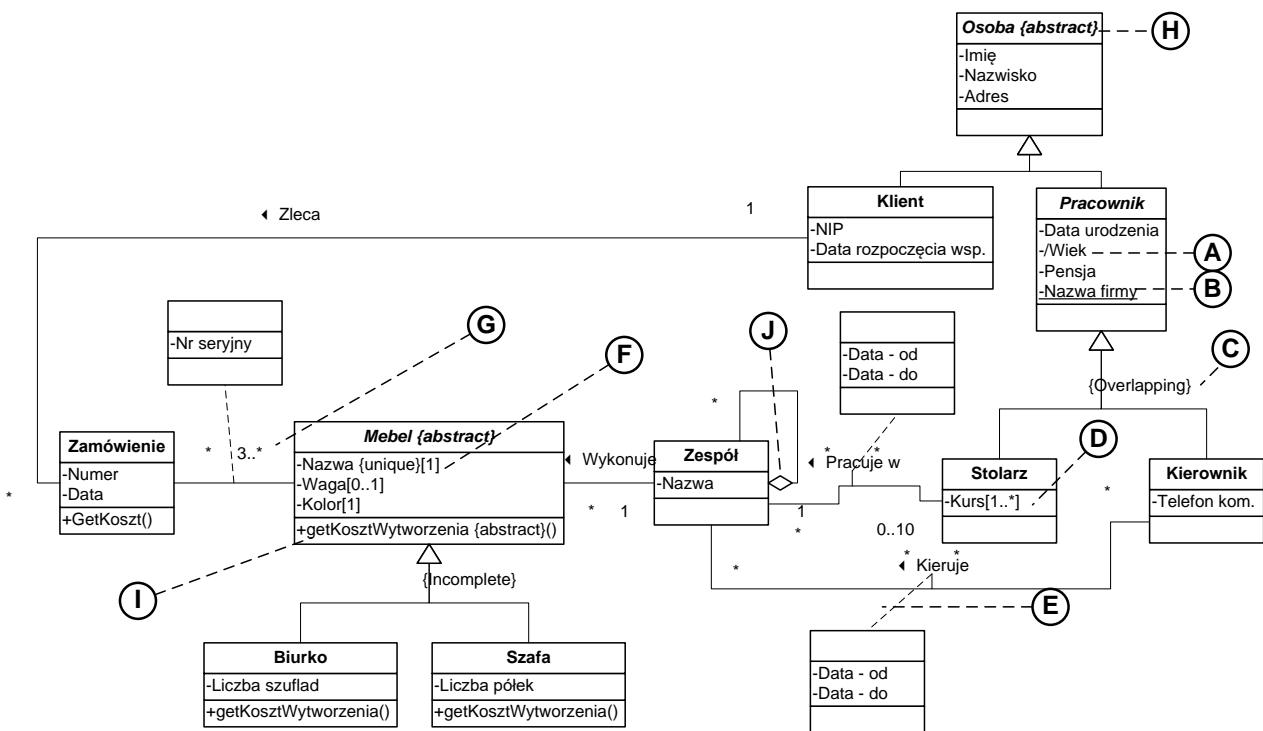 Osoba {abstract}
-Imię
-Nazwisko
-Adres
H
Klient
-NIP
-Data rozpoczęcia wsp.
Pracownik
-Data urodzenia
-/Wiek
-Pensja
-Nazwa firmy
A
B
Zleca
1
*
-Nr seryjny
G
F
J
-Data - od
-Data - do
C
{Overlapping}
Zamówienie
-Numer
-Data
+GetKoszt()
*
3..*
Mebel {abstract}
-Nazwa {unique}[1]
-Waga[0..1]
-Kolor[1]
+getKosztWytworzenia {abstract}()
Wykonuje
*
1
Zespół
-Nazwa
*
*
Pracuje w
*
*
1
*
0..10
Stolarz
-Kurs[1..*]
D
Kierownik
-Telefon kom.
*
*
*
*
Kieruje
E
-Data - od
-Data - do
I
{Incomplete}
Biurko
-Liczba szuflad
+getKosztWytworzenia()
Szafa
-Liczba półek
+getKosztWytworzenia()